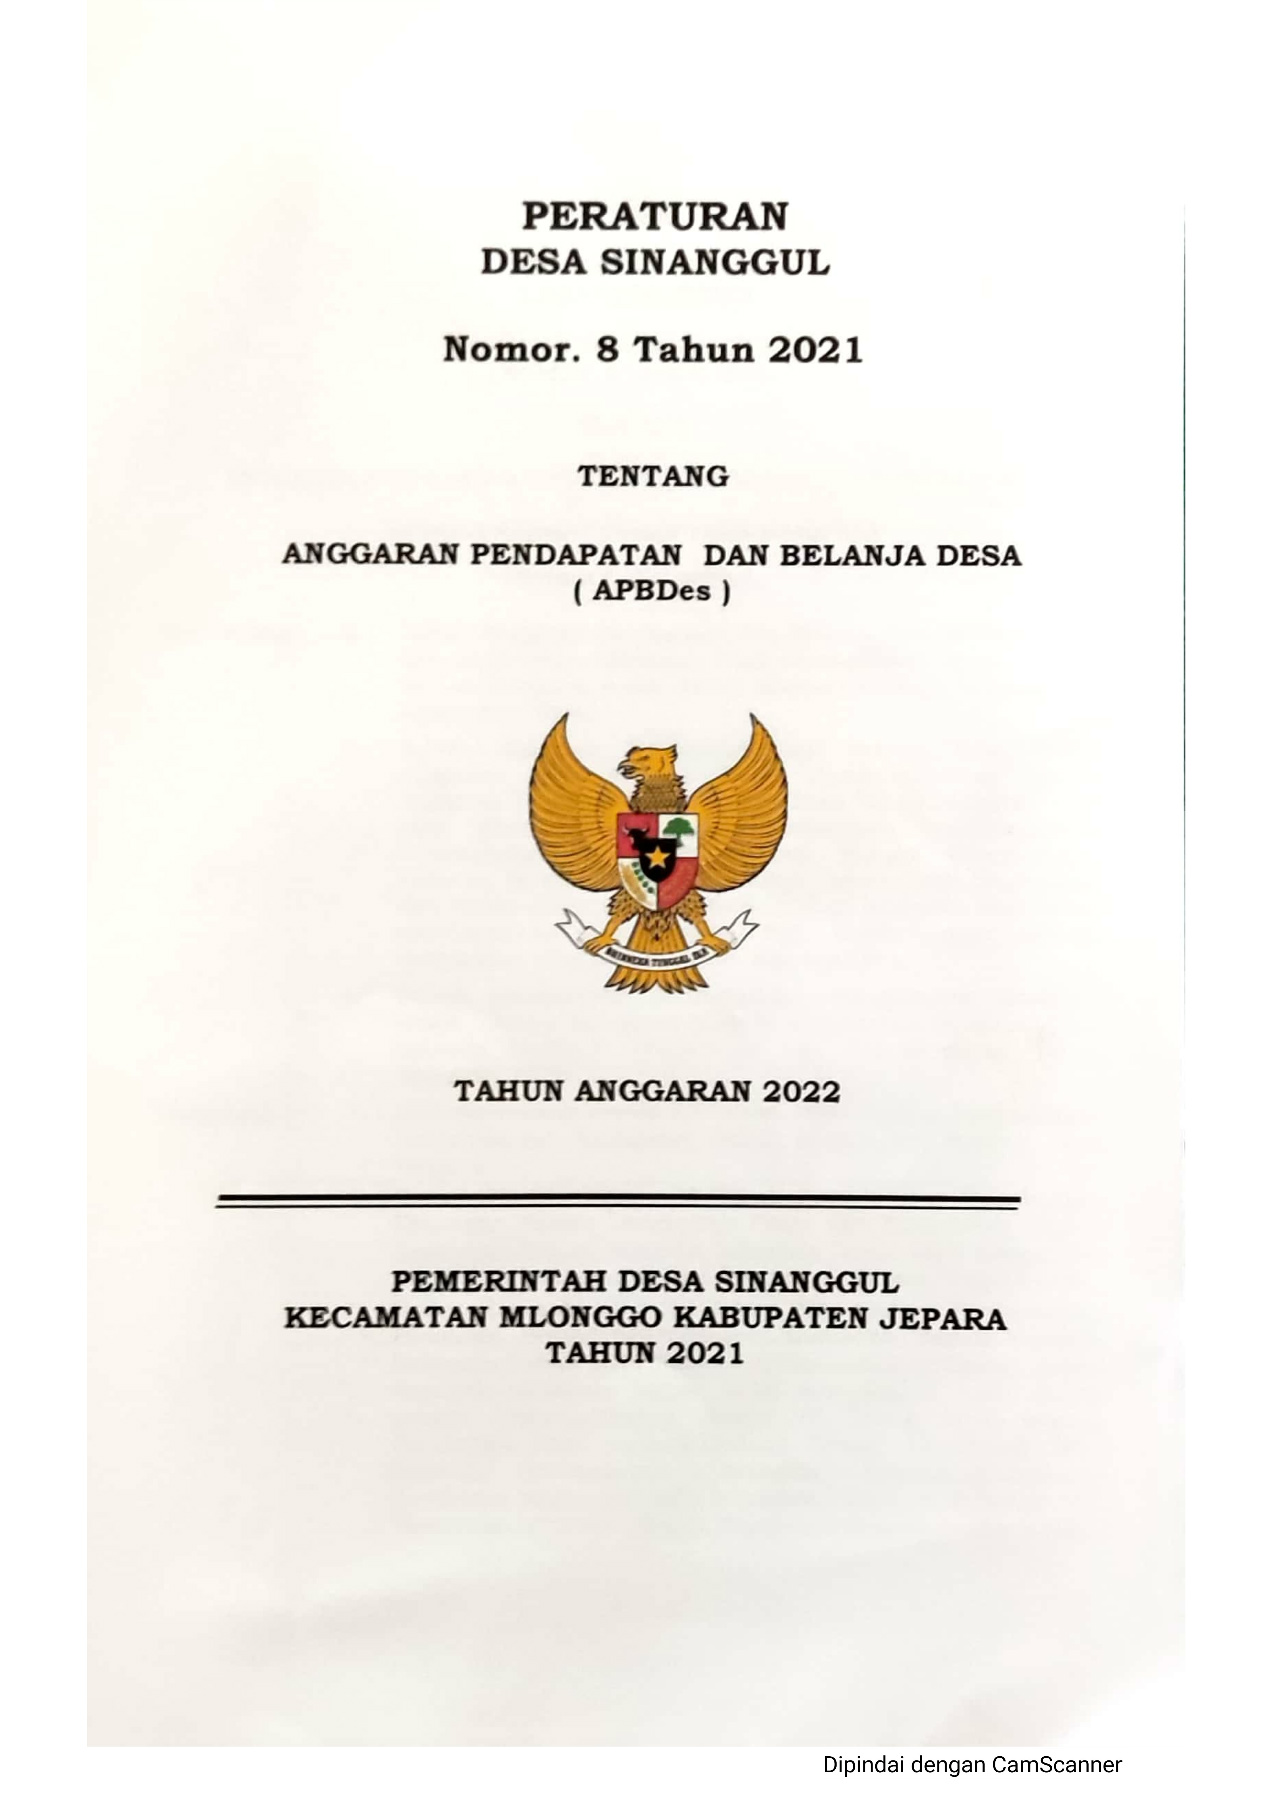 PERATURAN
DESA SINANGGUL
Nomor. 8 Tahun 2021
TENTANG
ANGGARAN PENDAPATAN DAN BELANJA DESA
( APBDes )
BHINNEKA TUNGGAL IKA
TAHUN ANGGARAN 2022
PEMERINTAH DESA SINANGGUL
KECAMATAN MLONGGO KABUPATEN JEPARA
TAHUN 2021
Dipindai dengan CamScanner